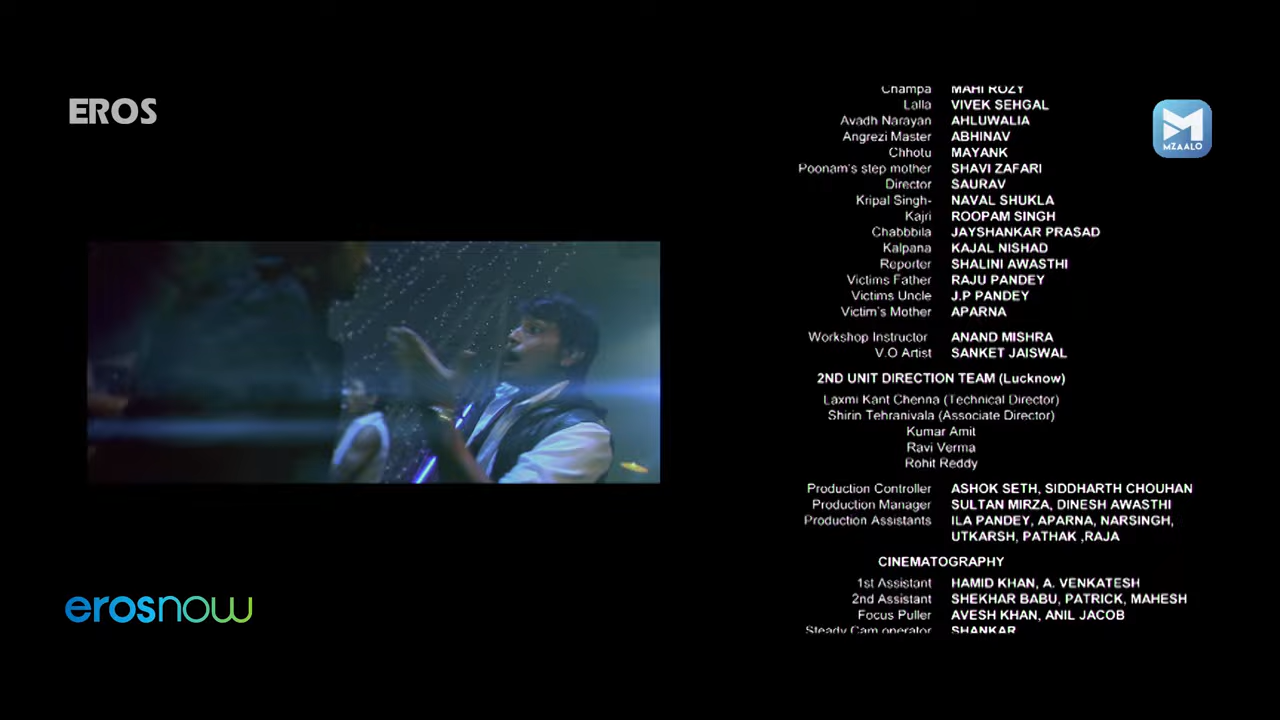 EROS
MZAALO
Champa MAHI ROZY
Lalla VIVEK SEHGAL
Avadh Narayan AHLUWALIA
Angrezi Master ABHINAV
Chhotu MAYANK
Poonam's step mother SHAVI ZAFARI
Director SAURAV
Kripal Singh- NAVAL SHUKLA
Kajri ROOPAM SINGH
Chabbbila JAYSHANKAR PRASAD
Kalpana KAJAL NISHAD
Reporter SHALINI AWASTHI
Victims Father RAJU PANDEY
Victims Uncle J.P PANDEY
Victim's Mother APARNA
Workshop Instructor ANAND MISHRA
V.O Artist SANKET JAISWAL
2ND UNIT DIRECTION TEAM (Lucknow)
Laxmi Kant Chenna (Technical Director)
Shirin Tehranivala (Associate Director)
Kumar Amit
Ravi Verma
Rohit Reddy
Production Controller ASHOK SETH, SIDDHARTH CHOUHAN
Production Manager SULTAN MIRZA, DINESH AWASTHI
Production Assistants ILA PANDEY, APARNA, NARSINGH,
UTKARSH, PATHAK ,RAJA
CINEMATOGRAPHY
1st Assistant HAMID KHAN, A. VENKATESH
2nd Assistant SHEKHAR BABU, PATRICK, MAHESH
Focus Puller AVESH KHAN, ANIL JACOB
Steady Cam operator SHANKAR
erosnow